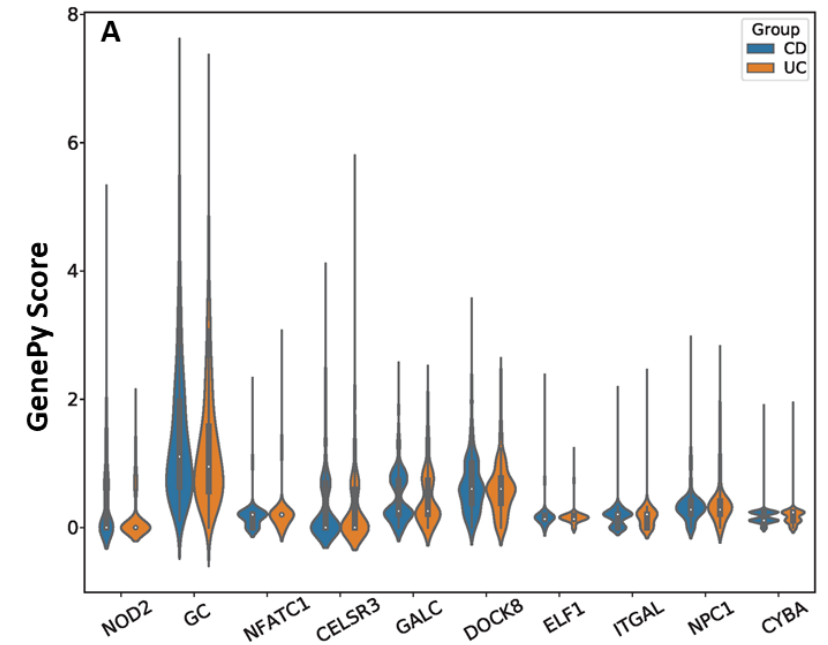 A
Group
CD
UC
8
6
4
2
0
GenePy Score
NOD2 GC NFATC1 CELSR3 GALC DOCK8 ELF1 ITGAL NPC1 CYBA